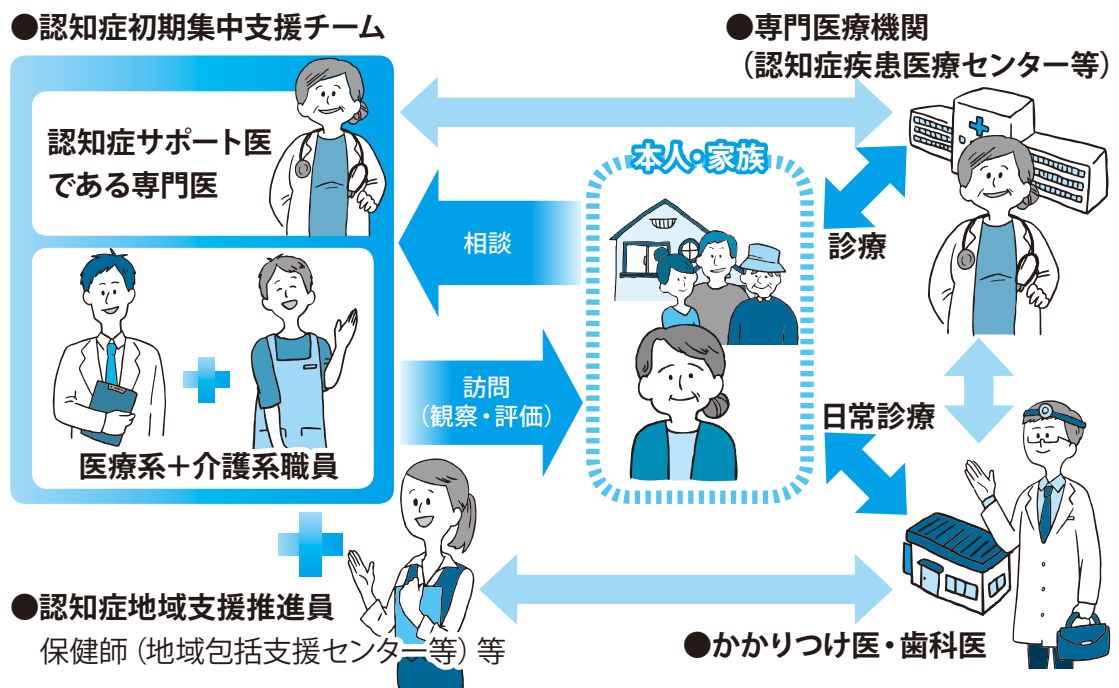 ●認知症初期集中支援チーム
認知症サポート医
である専門医
医療系＋介護系職員
●認知症地域支援推進員
保健師（地域包括支援センター等）等
相談
訪問
（観察・評価）
本人・家族
●専門医療機関
（認知症疾患医療センター等）
診療
日常診療
●かかりつけ医・歯科医